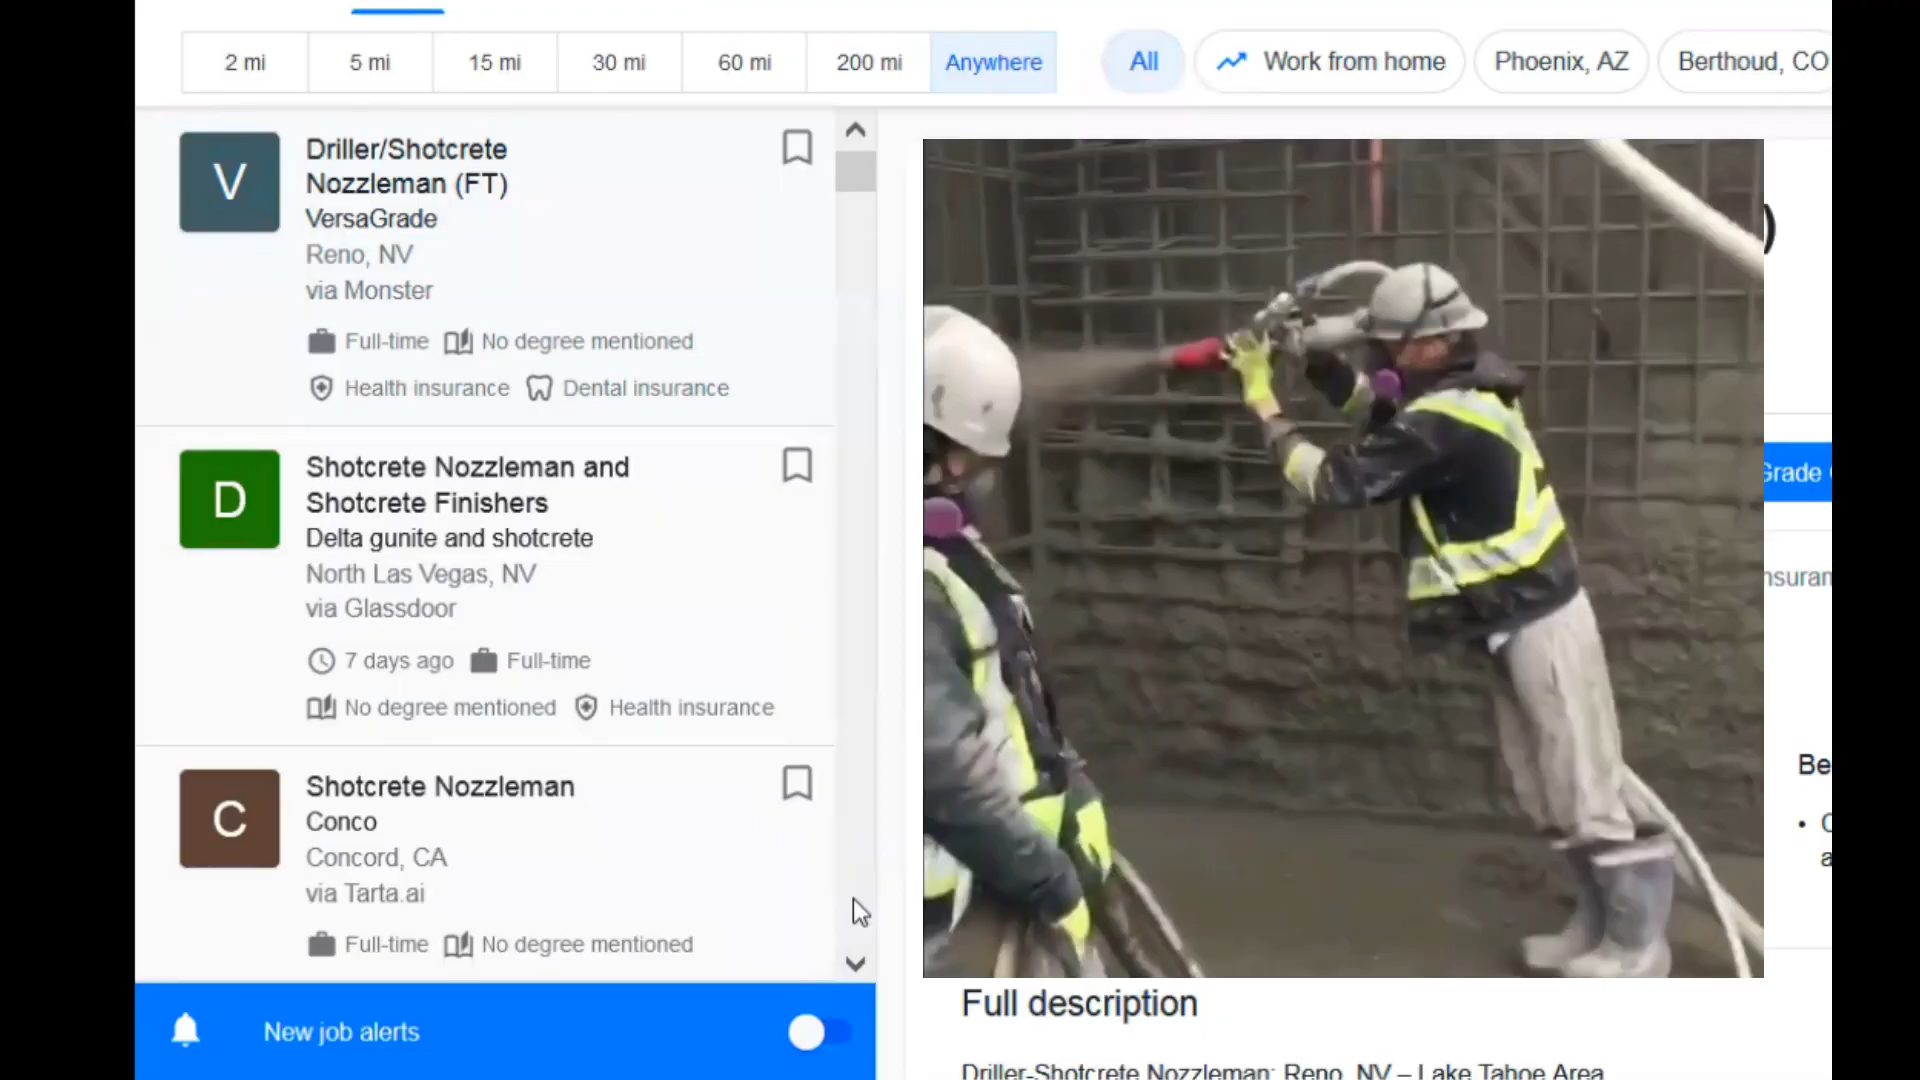 2 mi
5 mi
15 mi
30 mi
60 mi
200 mi
Anywhere
All
Work from home
Phoenix, AZ
Berthoud, CO
V
Driller/Shotcrete
Nozzleman (FT)
VersaGrade
Reno, NV
via Monster
Full-time
No degree mentioned
Health insurance
Dental insurance
D
Shotcrete Nozzleman and
Shotcrete Finishers
Delta gunite and shotcrete
North Las Vegas, NV
via Glassdoor
7 days ago
Full-time
No degree mentioned
Health insurance
C
Shotcrete Nozzleman
Conco
Concord, CA
via Tarta.ai
Full-time
No degree mentioned
New job alerts
)
Grade
Full description
Driller-Shotcrete Nozzleman: Reno, NV – Lake Tahoe Area